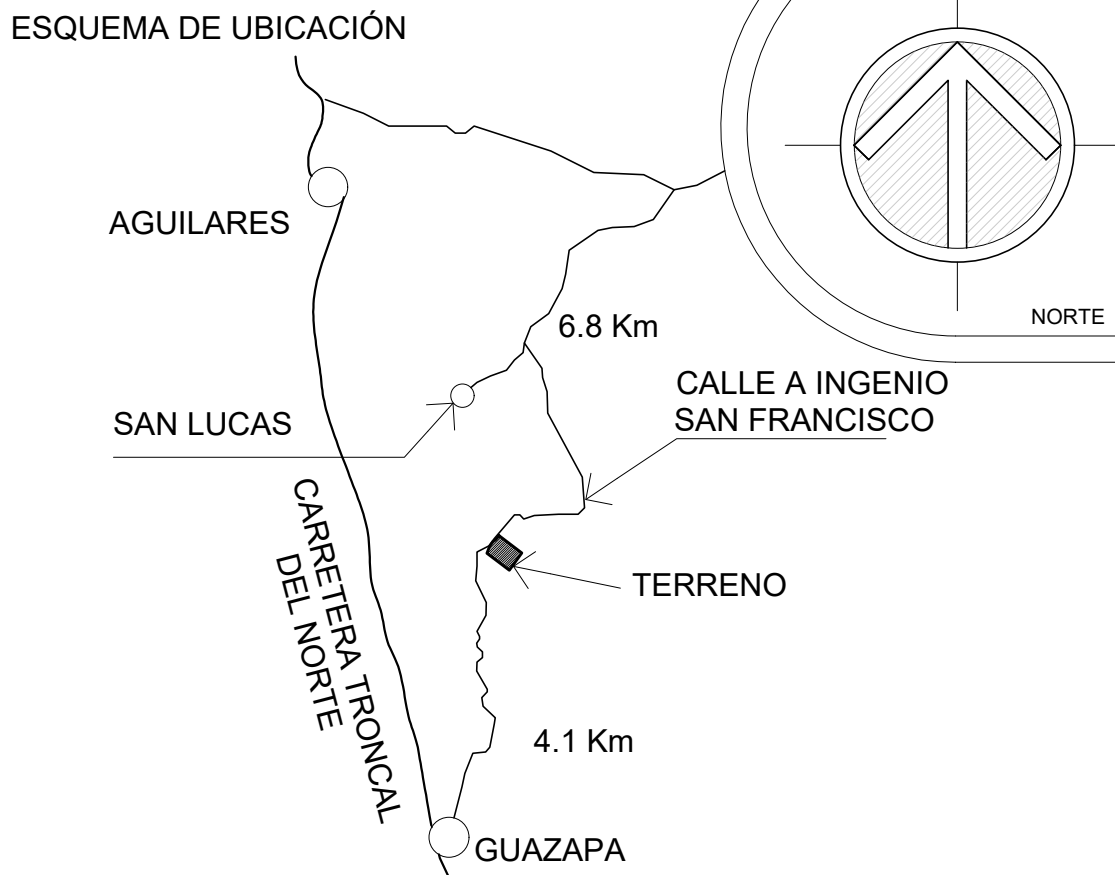 ESQUEMA DE UBICACIÓN
AGUILARES
NORTE
6.8 Km
CALLE A INGENIO
SAN FRANCISCO
SAN LUCAS
CARRETERA TRONCAL
DEL NORTE
TERRENO
4.1 Km
GUAZAPA